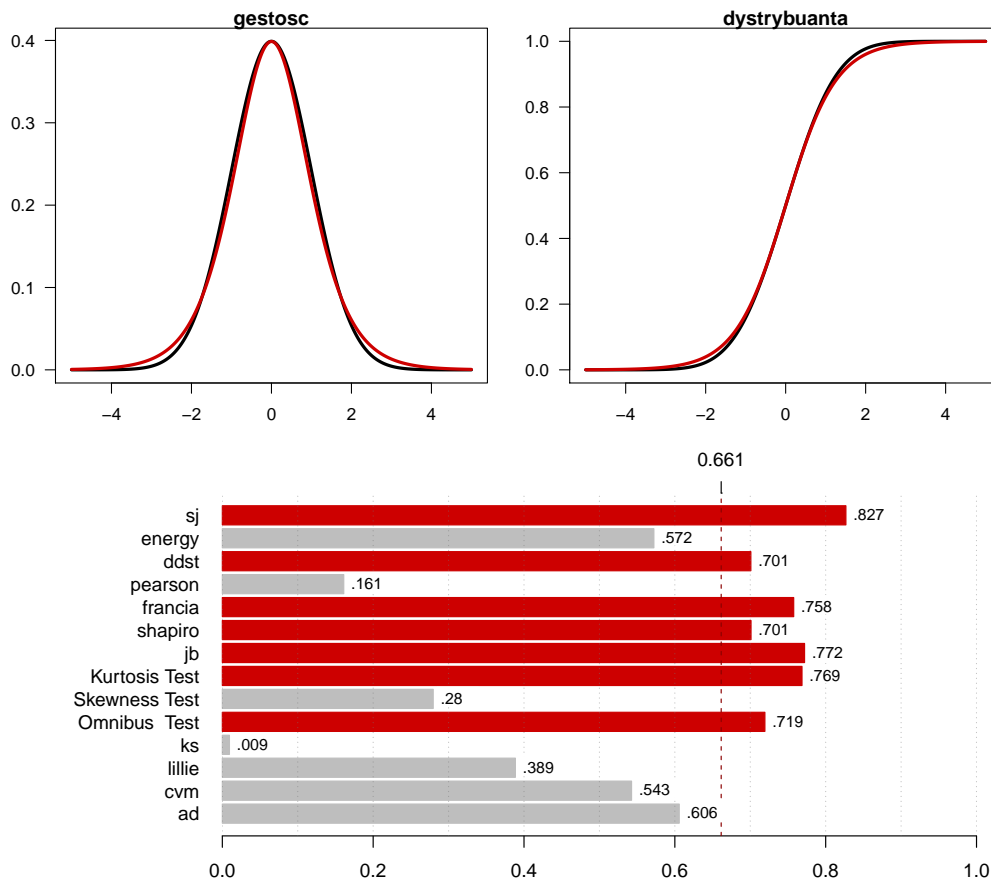 gestosc
0.4
0.3
0.2
0.1
0.0
−4 −2 0 2 4
dystrybuanta
1.0
0.8
0.6
0.4
0.2
0.0
−4 −2 0 2 4
0.661
sj .827
energy .572
ddst .701
pearson .161
francia .758
shapiro .701
jb .772
Kurtosis Test .769
Skewness Test .28
Omnibus  Test .719
ks .009
lillie .389
cvm .543
ad .606
0.0 0.2 0.4 0.6 0.8 1.0